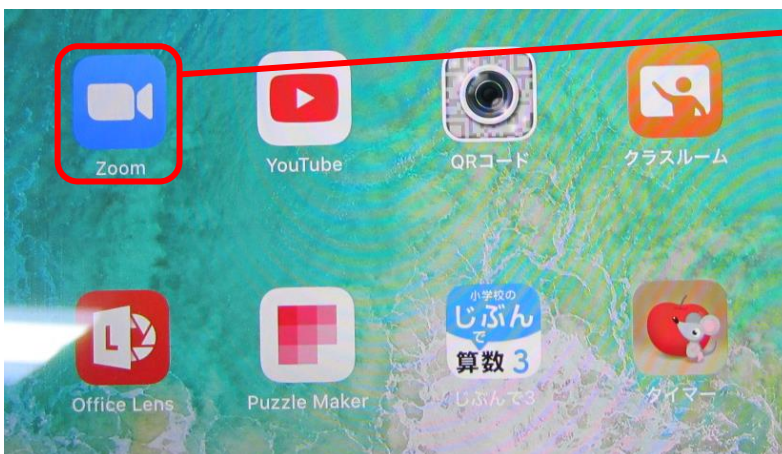 Zoom
YouTube
QRコード
クラスルーム
L
小学校の
じぶん
で
算数 3
Office Lens
Puzzle Maker
じぶんで3
タイマー